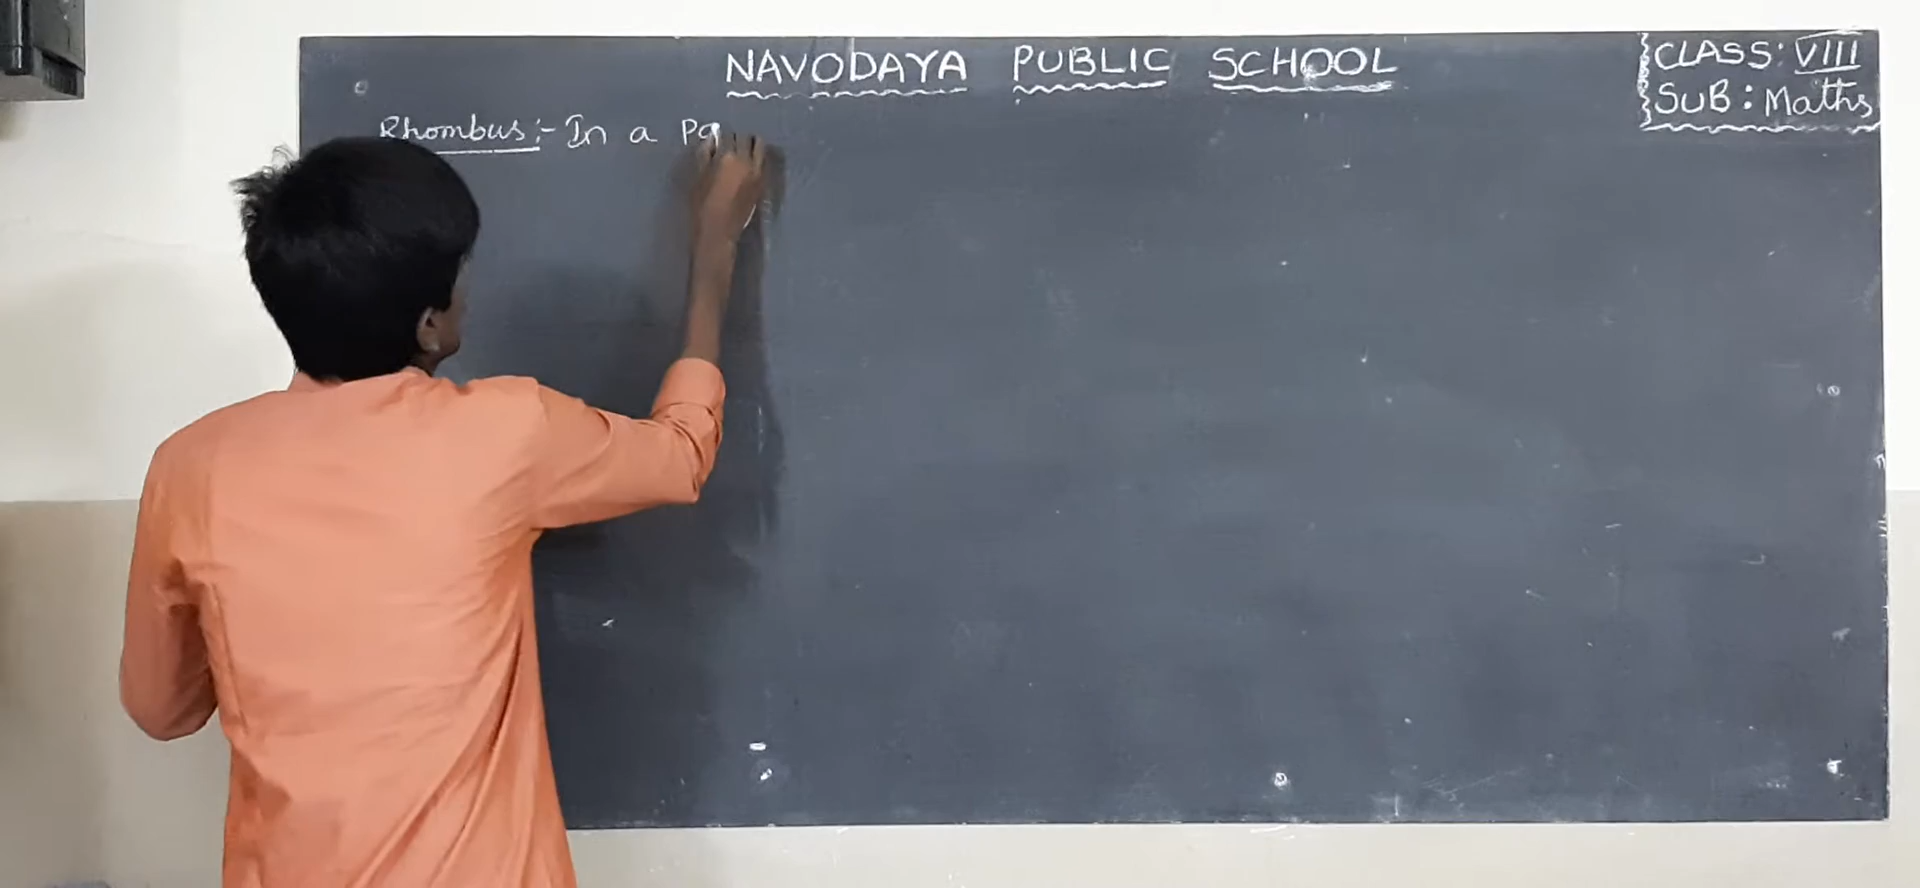 NAVODAYA PUBLIC SCHOOL
CLASS: VIII
SUB: Maths
Rhombus:- In a Pa